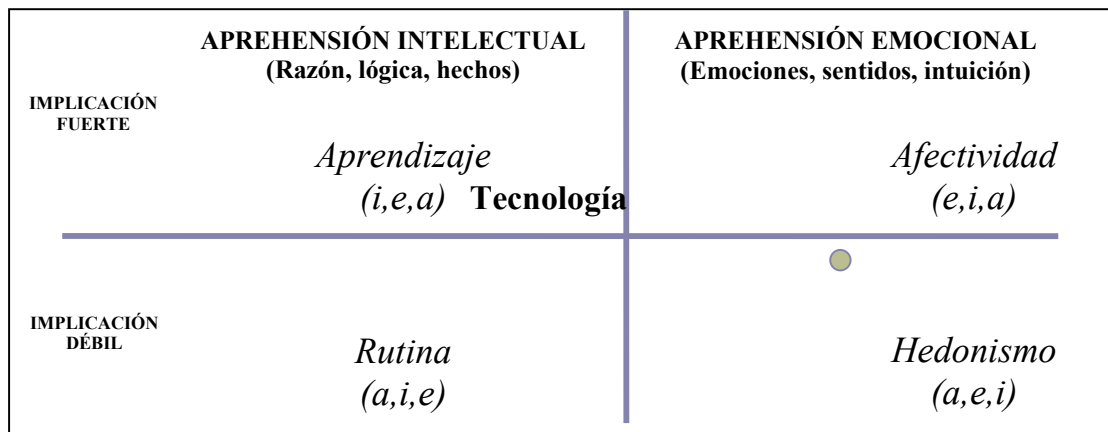 APREHENSIÓN INTELECTUAL
(Razón, lógica, hechos)
APREHENSIÓN EMOCIONAL
(Emociones, sentidos, intuición)
IMPLICACIÓN
FUERTE
Aprendizaje
(i,e,a) Tecnología
Afectividad
(e,i,a)
IMPLICACIÓN
DÉBIL
Rutina
(a,i,e)
Hedonismo
(a,e,i)